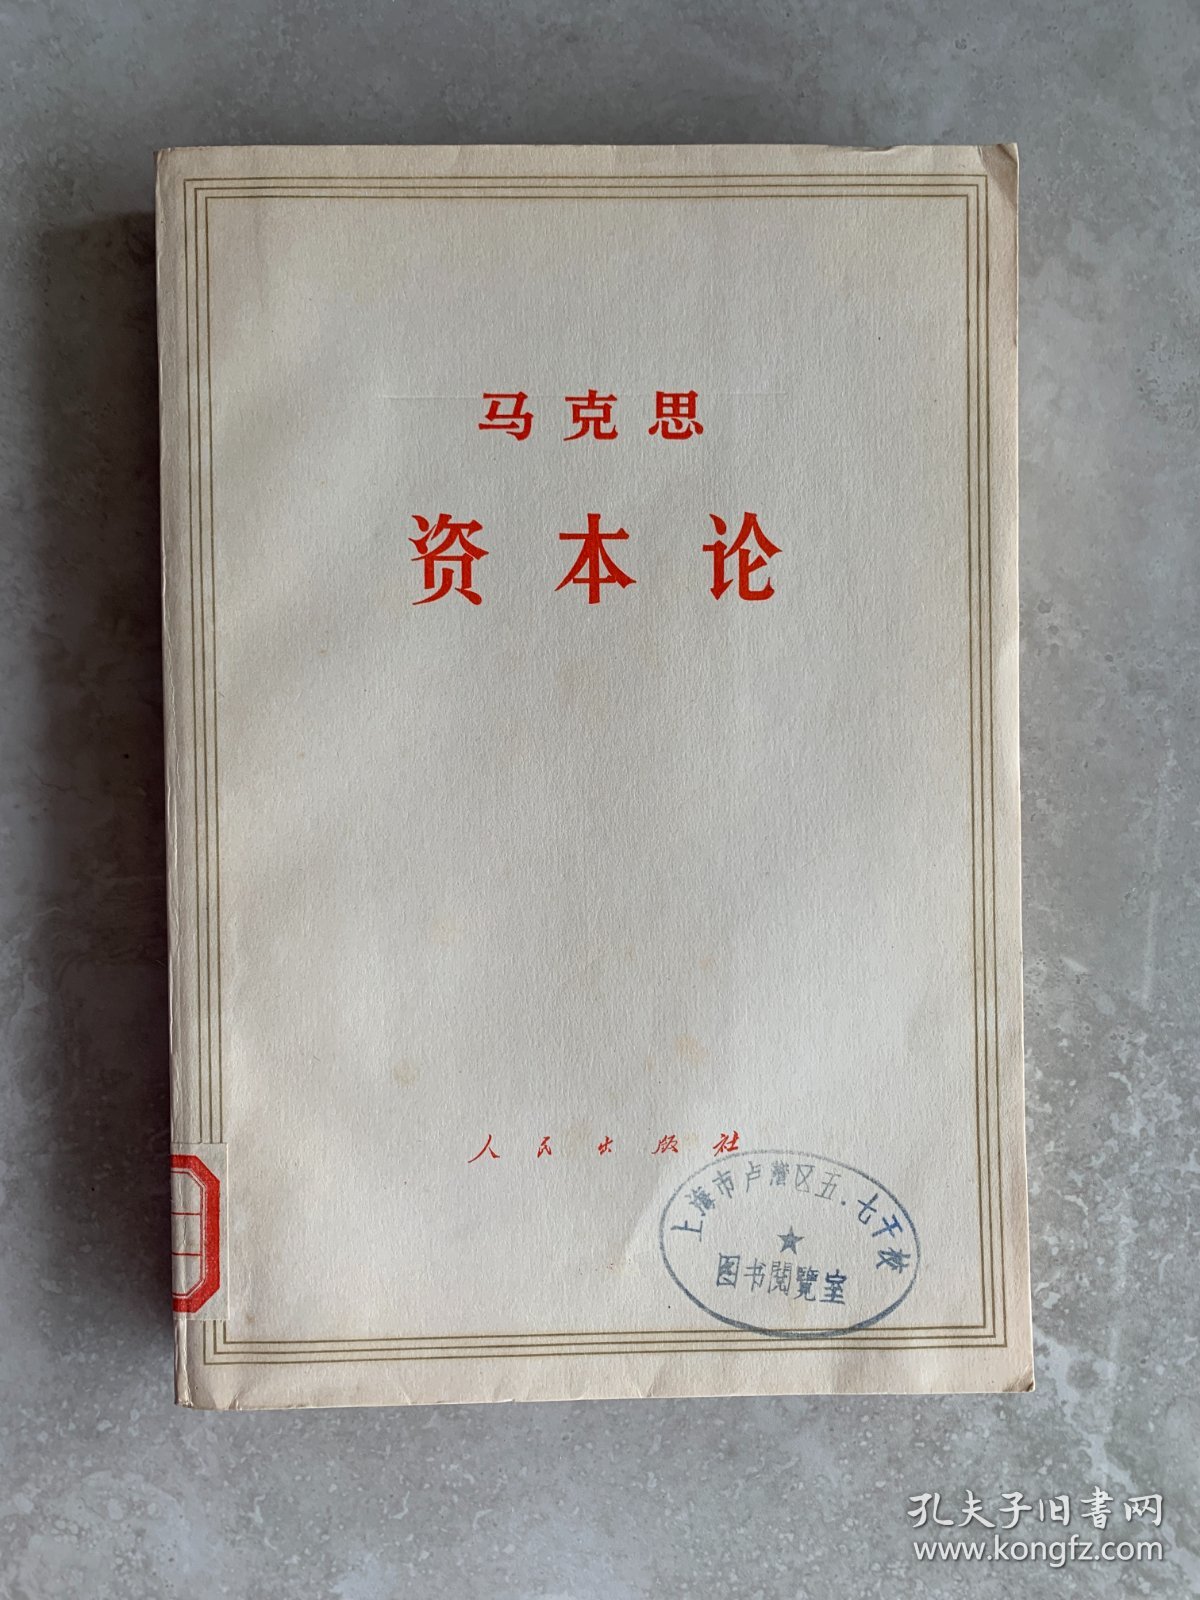 马克思
资本论
人民出版社
上海市卢湾区五·七干校
图书閱覽室
孔夫子旧書网
www.kongfz.com